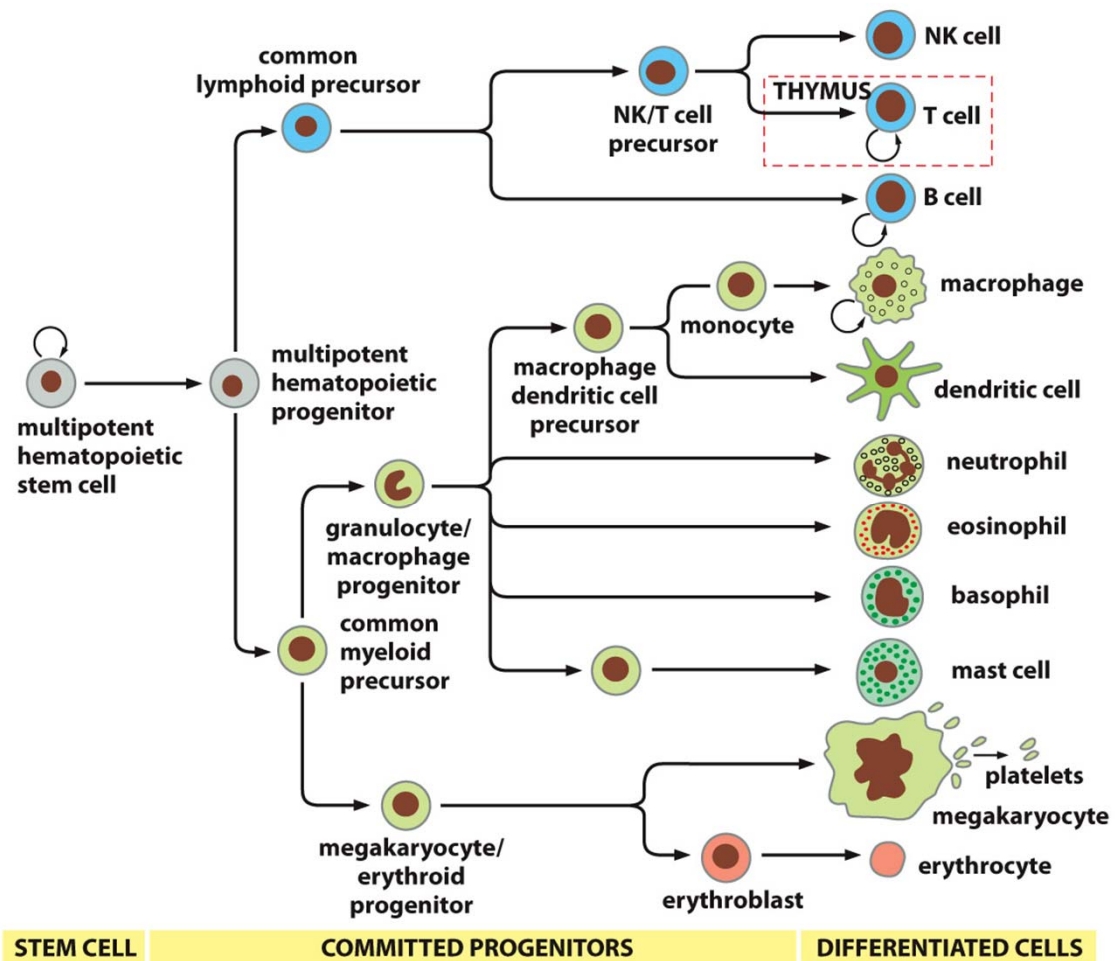 common
lymphoid precursor
NK/T cell
precursor
NK cell
THYMUS
T cell
B cell
multipotent
hematopoietic
stem cell
multipotent
hematopoietic
progenitor
macrophage
dendritic cell
precursor
monocyte
macrophage
dendritic cell
granulocyte/
macrophage
progenitor
neutrophil
eosinophil
basophil
common
myeloid
precursor
mast cell
megakaryocyte/
erythroid
progenitor
platelets
megakaryocyte
erythroblast
erythrocyte
STEM CELL
COMMITTED PROGENITORS
DIFFERENTIATED CELLS